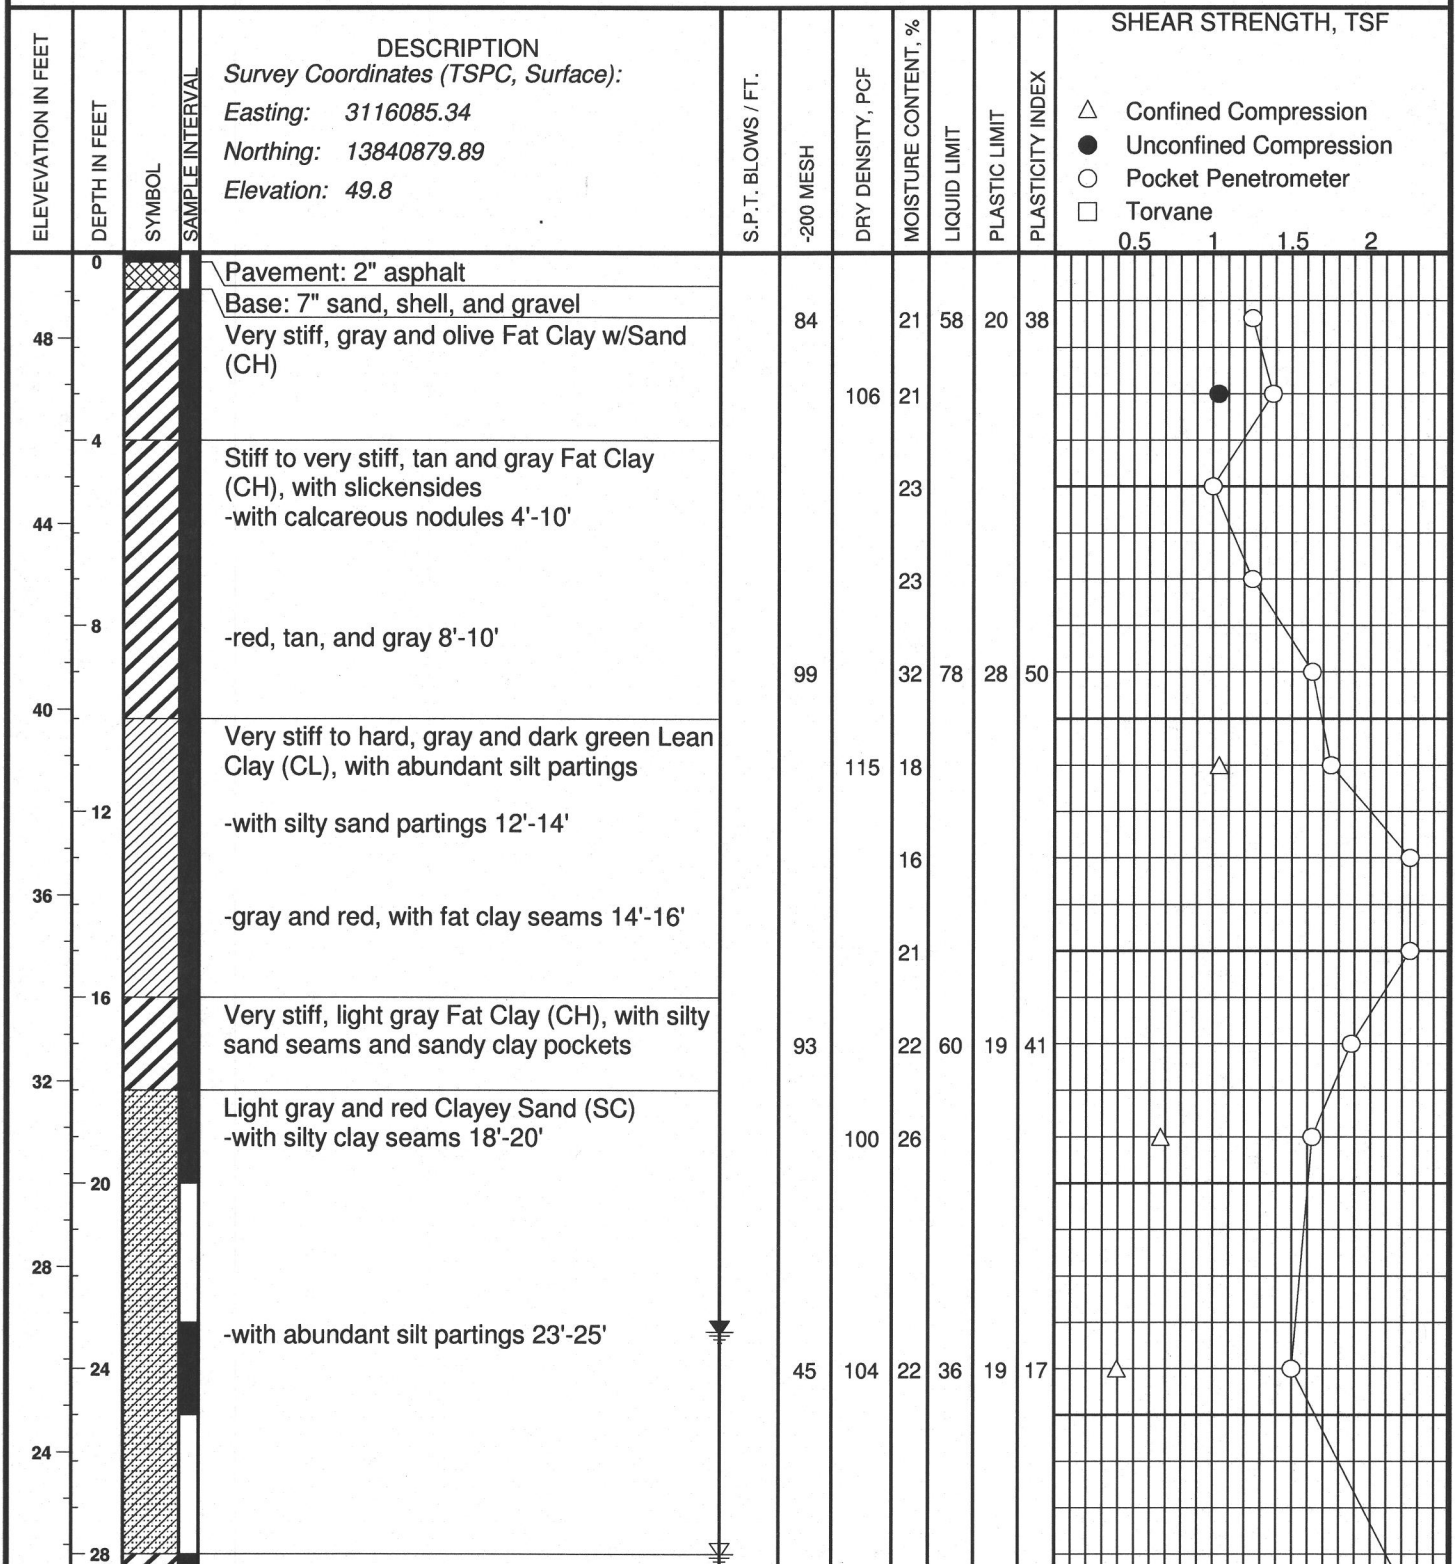 ELEVEVATION IN FEET
DEPTH IN FEET
SYMBOL
SAMPLE INTERVAL
DESCRIPTION
Survey Coordinates (TSPC, Surface):
Easting: 3116085.34
Northing: 13840879.89
Elevation: 49.8
S.P.T. BLOWS / FT.
-200 MESH
DRY DENSITY, PCF
MOISTURE CONTENT, %
LIQUID LIMIT
PLASTIC LIMIT
PLASTICITY INDEX
SHEAR STRENGTH, TSF
Confined Compression
Unconfined Compression
Pocket Penetrometer
Torvane
0.5 1 1.5 2
0
Pavement: 2" asphalt
Base: 7" sand, shell, and gravel
84 21 58 20 38
48
Very stiff, gray and olive Fat Clay w/Sand
(CH)
106 21
4
Stiff to very stiff, tan and gray Fat Clay
(CH), with slickensides
23
-with calcareous nodules 4'-10'
44
23
8
-red, tan, and gray 8'-10'
99 32 78 28 50
40
Very stiff to hard, gray and dark green Lean
Clay (CL), with abundant silt partings
115 18
12
-with silty sand partings 12'-14'
16
36
-gray and red, with fat clay seams 14'-16'
21
16
Very stiff, light gray Fat Clay (CH), with silty
sand seams and sandy clay pockets
93 22 60 19 41
32
Light gray and red Clayey Sand (SC)
-with silty clay seams 18'-20'
100 26
20
28
-with abundant silt partings 23'-25'
24
45 104 22 36 19 17
24
28